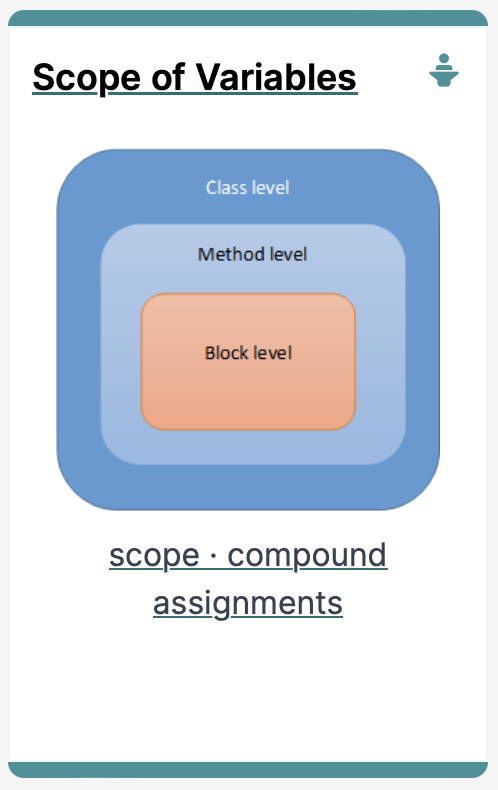 Scope of Variables
Class level
Method level
Block level
scope · compound
assignments